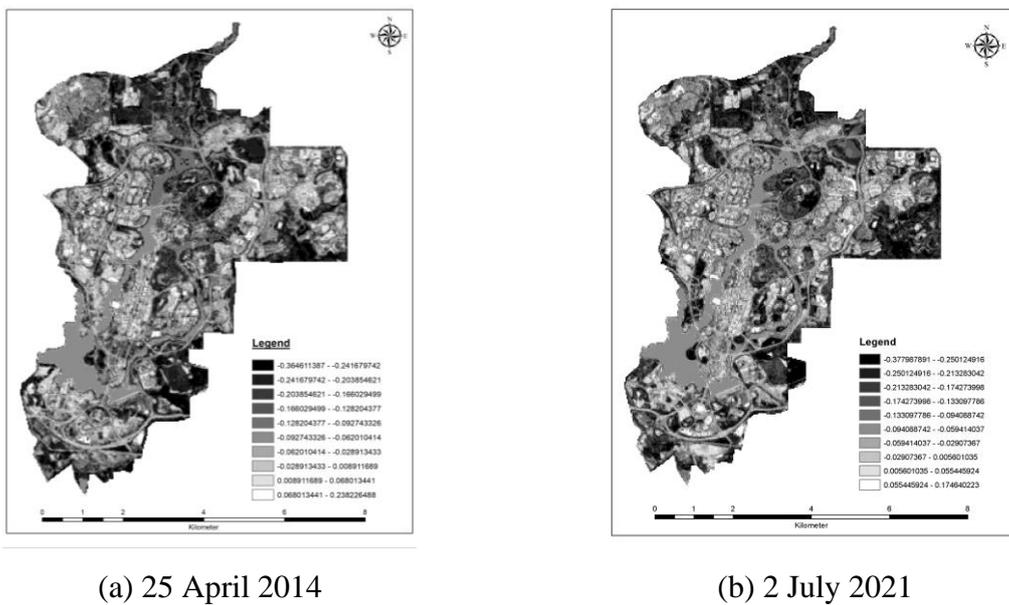 N
W E
S
Legend
-0.364611387 - -0.241679742
-0.241679742 - -0.203854621
-0.203854621 - -0.166029499
-0.166029499 - -0.128204377
-0.128204377 - -0.092743326
-0.092743326 - -0.062010414
-0.062010414 - -0.028913433
-0.028913433 - 0.008911689
0.008911689 - 0.068013441
0.068013441 - 0.238226488
0 1 2 4 6 8
Kilometer
(a) 25 April 2014
N
W E
S
Legend
-0.377987891 - -0.250124916
-0.250124916 - -0.213283042
-0.213283042 - -0.174273998
-0.174273998 - -0.133097786
-0.133097786 - -0.094088742
-0.094088742 - -0.059414037
-0.059414037 - -0.02907367
-0.02907367 - 0.005601035
0.005601035 - 0.055445924
0.055445924 - 0.174640223
0 1 2 4 6 8
Kilometer
(b) 2 July 2021